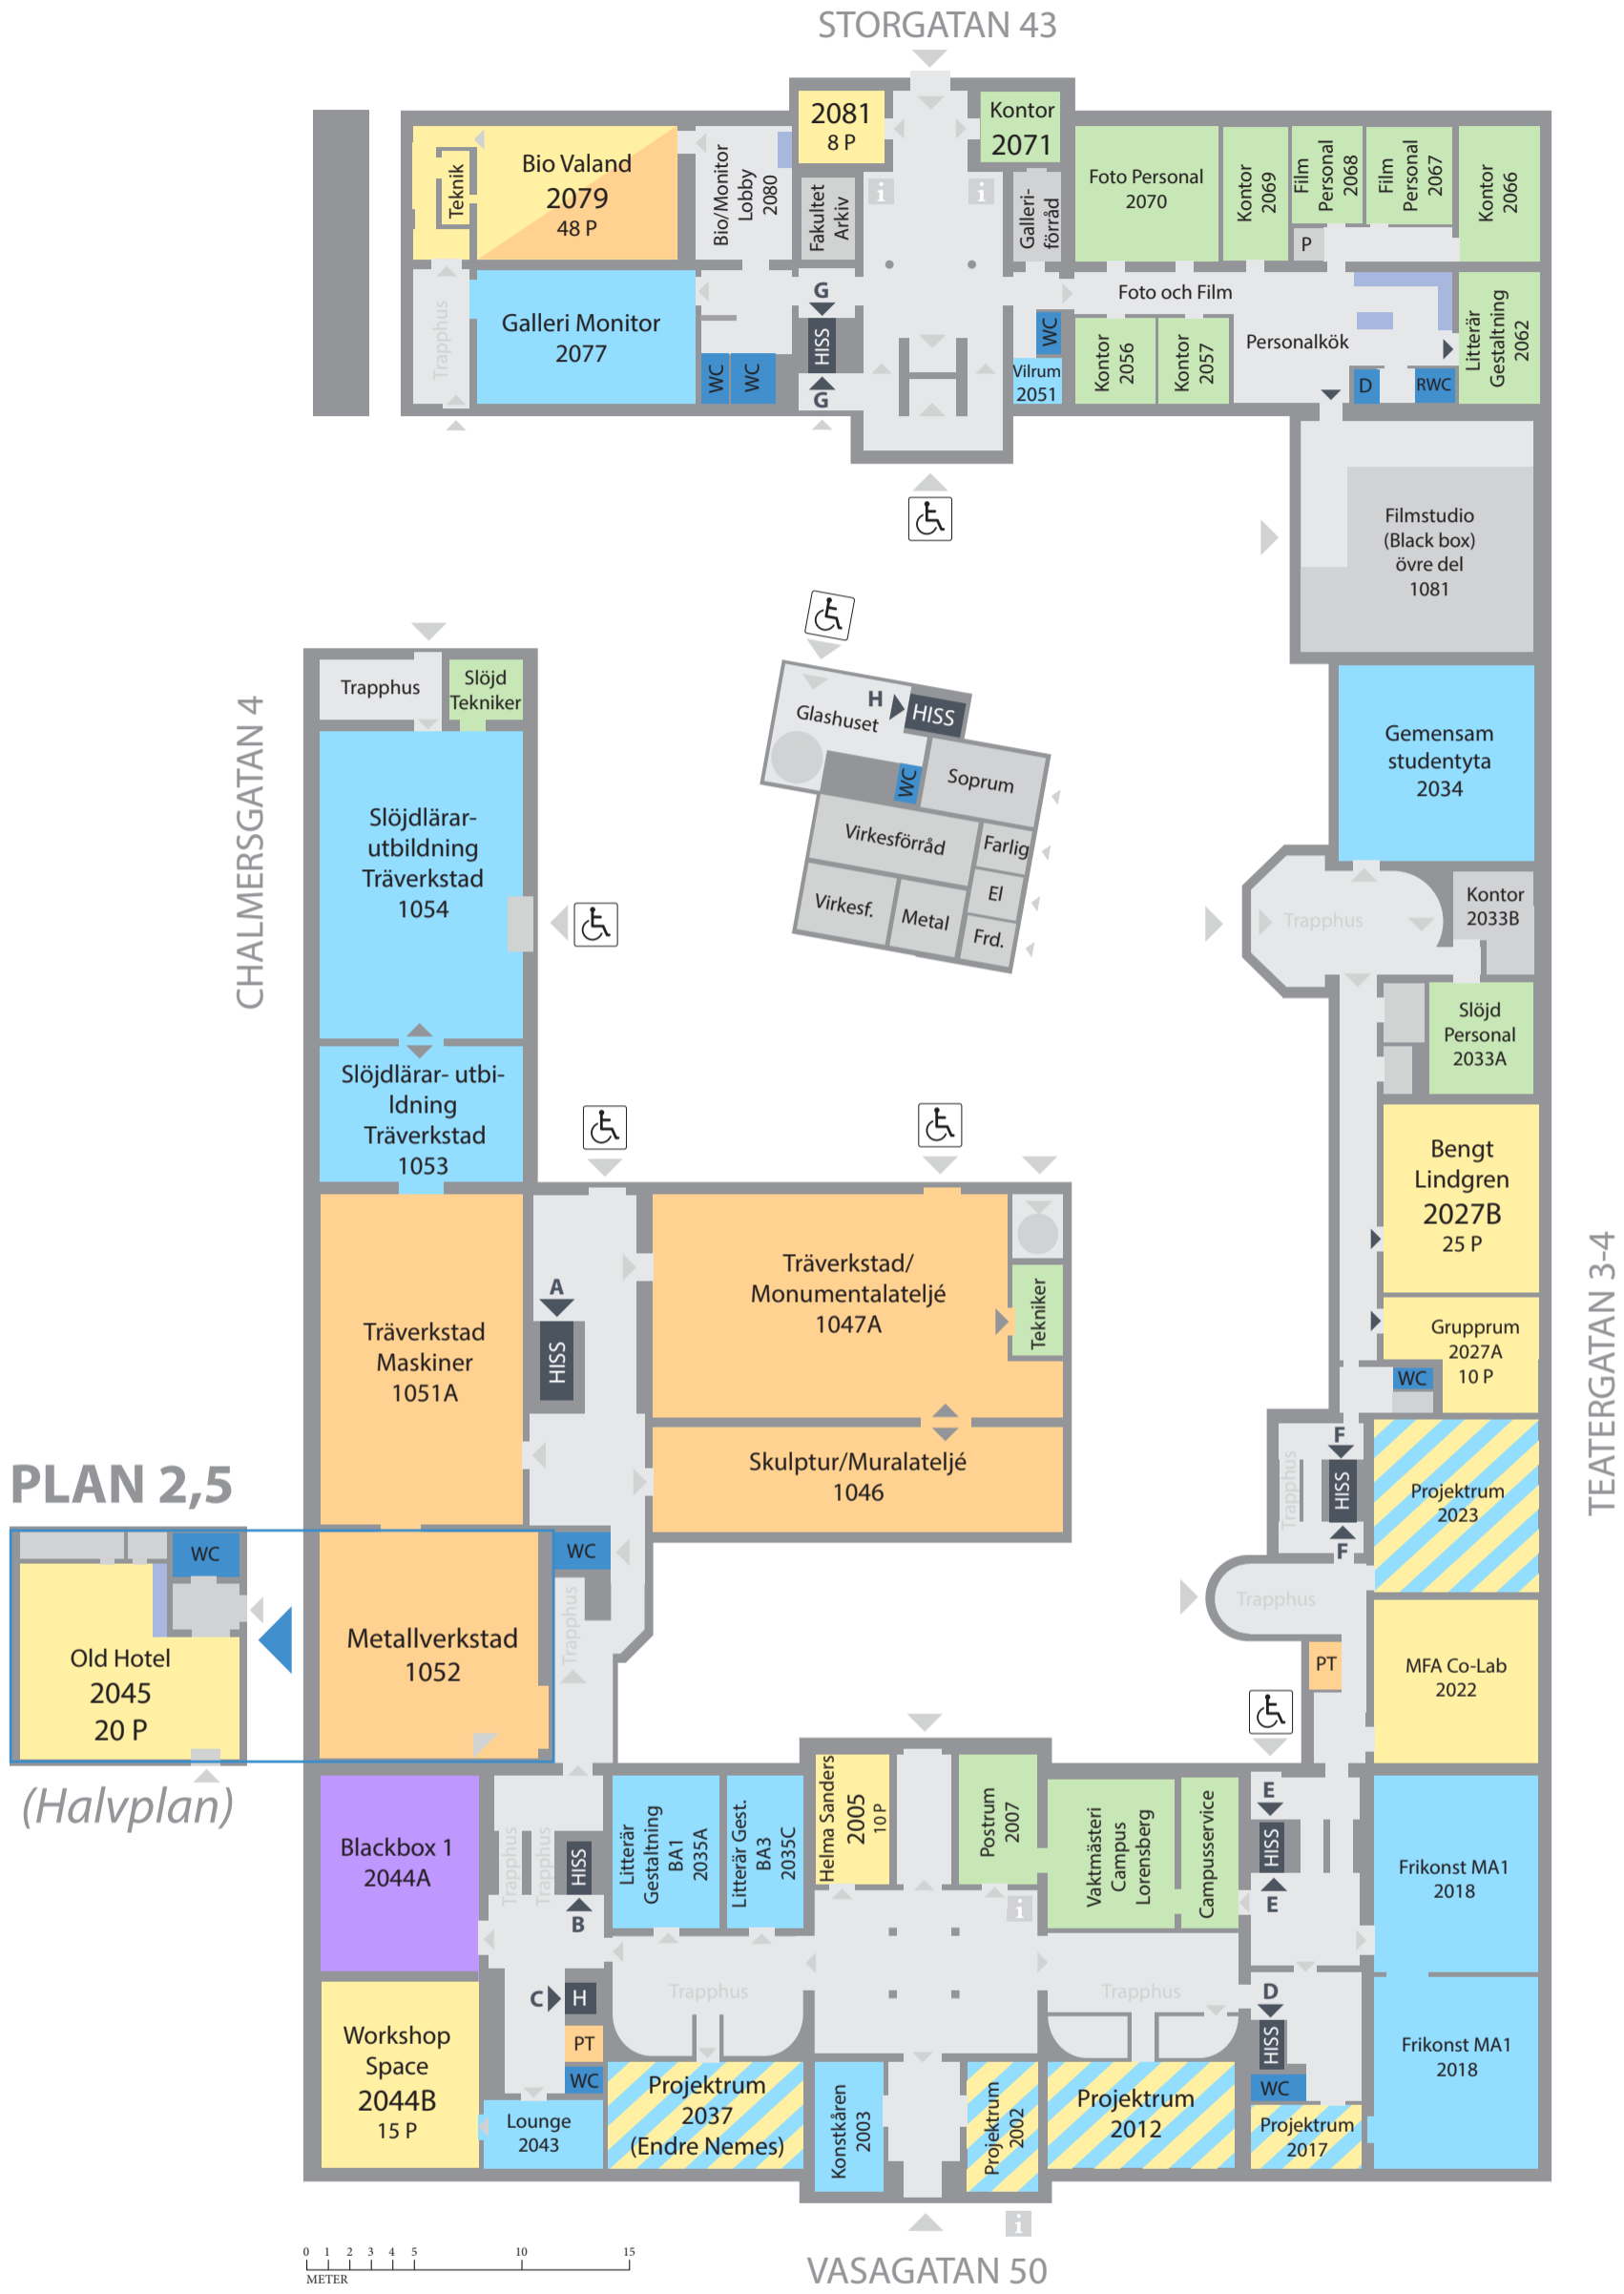 STORGATAN 43
2081
8 P
Kontor
2071
Teknik
Bio Valand
2079
48 P
Bio/Monitor
Lobby
2080
Fakultet
Arkiv
i
i
Galleri-
förråd
Foto Personal
2070
Kontor
2069
Film
Personal
2068
Film
Personal
2067
Kontor
2066
P
Trapphus
Galleri Monitor
2077
WC
WC
G
HISS
G
WC
Vilrum
2051
Foto och Film
Kontor
2056
Kontor
2057
Personalkök
D
RWC
Litterär
Gestaltning
2062
Filmstudio
(Black box)
övre del
1081
CHALMERSGATAN 4
Trapphus
Slöjd
Tekniker
Slöjdlärar-
utbildning
Träverkstad
1054
Slöjdlärar- utbi-
ldning
Träverkstad
1053
Glashuset
H
HISS
WC
Soprum
Virkesförråd
Farlig
El
Virkesf.
Metal
Frd.
Gemensam
studentyta
2034
Trapphus
Kontor
2033B
Slöjd
Personal
2033A
Bengt
Lindgren
2027B
25 P
Grupprum
2027A
10 P
WC
TEATERGATAN 3-4
Träverkstad
Maskiner
1051A
A
HISS
Träverkstad/
Monumentalateljé
1047A
Tekniker
Skulptur/Muralateljé
1046
F
HISS
F
Trapphus
Projektrum
2023
Trapphus
PT
MFA Co-Lab
2022
PLAN 2,5
WC
Old Hotel
2045
20 P
(Halvplan)
Metallverkstad
1052
WC
Trapphus
Blackbox 1
2044A
Trapphus
Trapphus
HISS
B
Litterär
Gestaltning
BA1
2035A
Litterär Gest.
BA3
2035C
Helma Sanders
2005
10 P
Postrum
2007
i
Vaktmästeri
Campus
Lorensberg
Campusservice
E
HISS
E
Frikonst MA1
2018
Workshop
Space
2044B
15 P
C
H
PT
WC
Lounge
2043
Trapphus
Projektrum
2037
(Endre Nemes)
Konstkåren
2003
Projektrum
2002
Trapphus
Projektrum
2012
D
HISS
WC
Projektrum
2017
Frikonst MA1
2018
i
0 1 2 3 4 5 10 15
METER
VASAGATAN 50